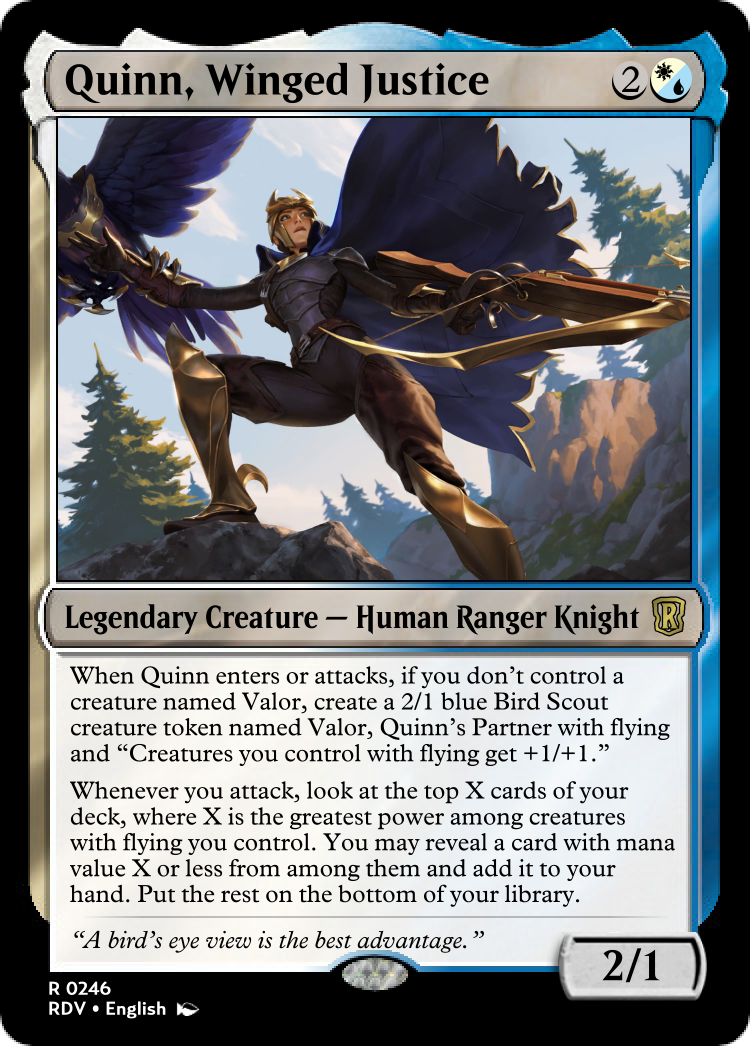 Quinn, Winged Justice 2
Legendary Creature — Human Ranger Knight R
When Quinn enters or attacks, if you don't control a
creature named Valor, create a 2/1 blue Bird Scout
creature token named Valor, Quinn's Partner with flying
and “Creatures you control with flying get +1/+1.”
Whenever you attack, look at the top X cards of your
deck, where X is the greatest power among creatures
with flying you control. You may reveal a card with mana
value X or less from among them and add it to your
hand. Put the rest on the bottom of your library.
“A bird's eye view is the best advantage.”
2/1
R 0246
RDV • English